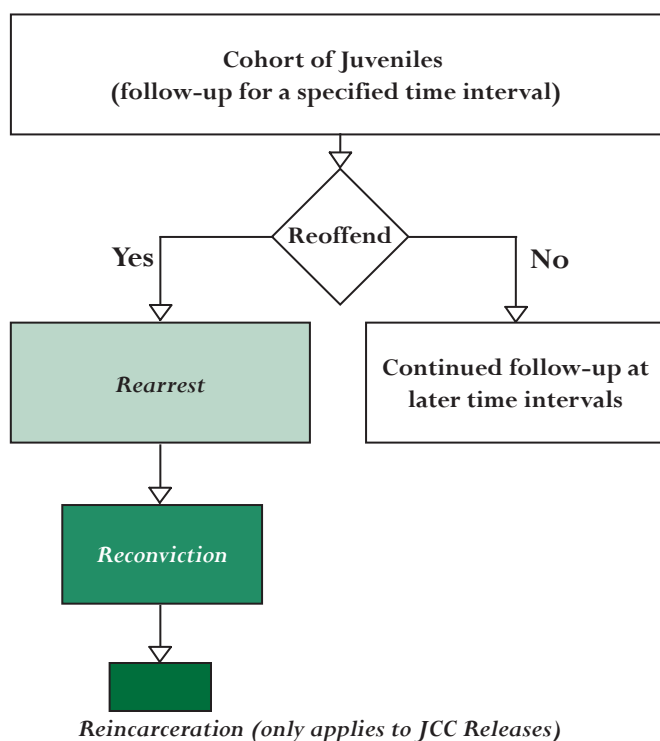 Cohort of Juveniles
(follow-up for a specified time interval)
Reoffend
Yes
No
Rearrest
Continued follow-up at
later time intervals
Reconviction
Reincarceration (only applies to JCC Releases)